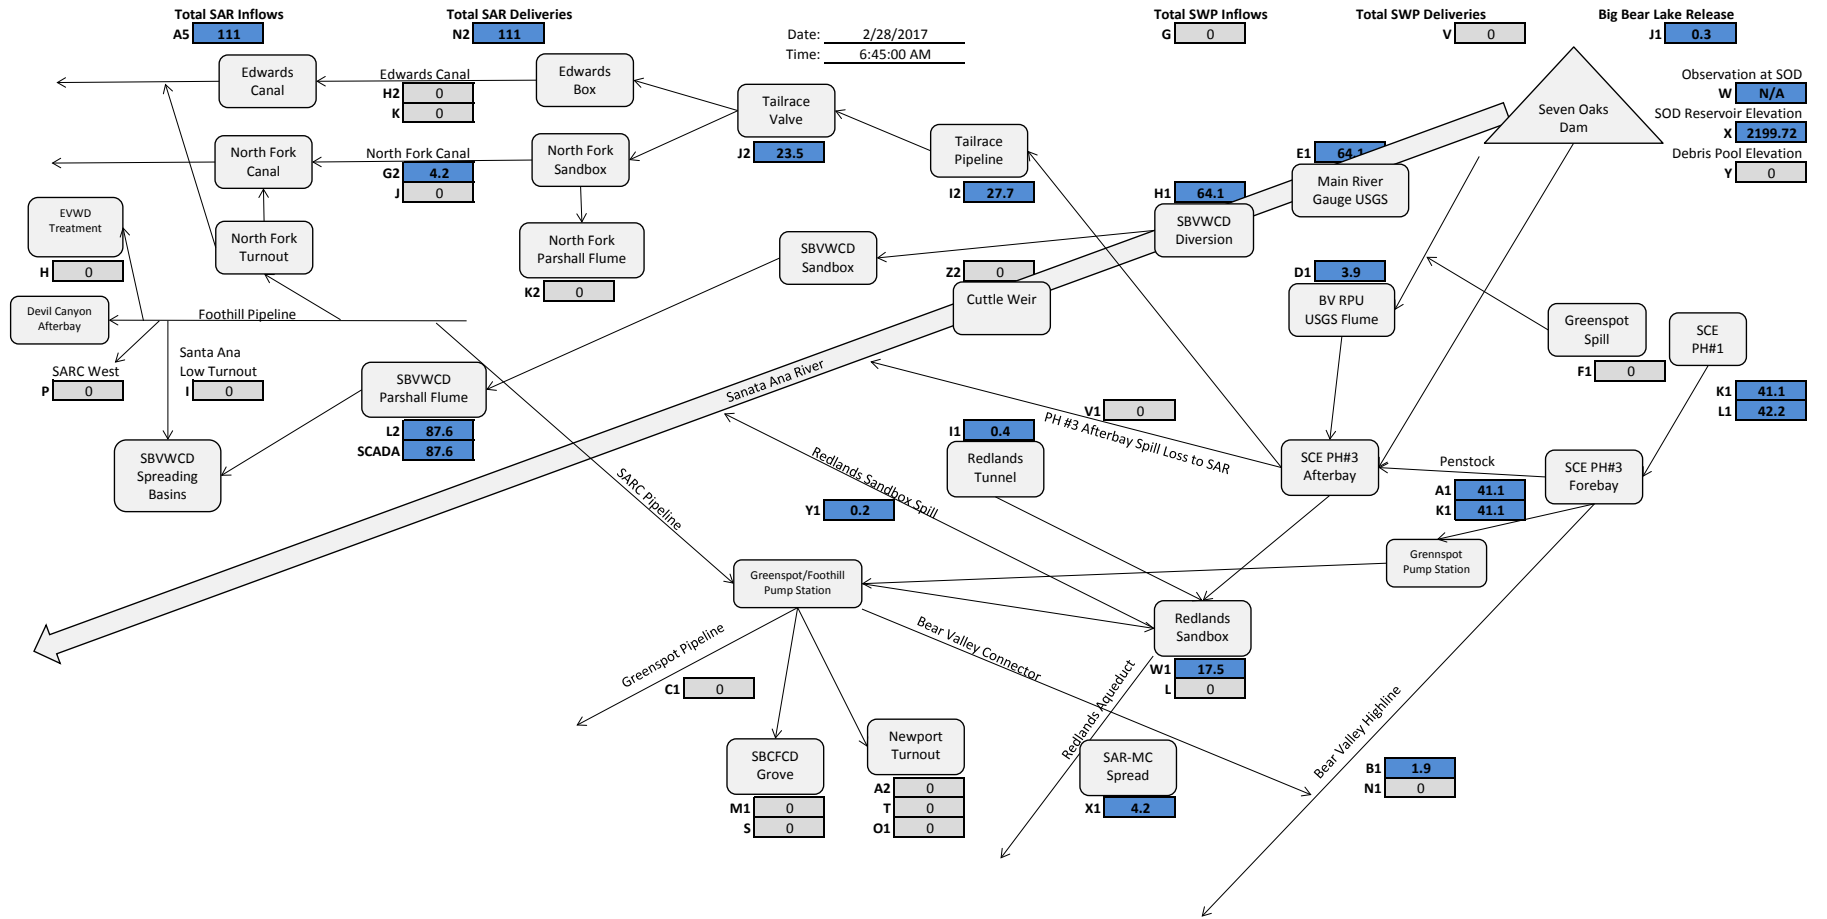 Total SAR Inflows
A5 111
Total SAR Deliveries
N2 111
Date: 2/28/2017
Time: 6:45:00 AM
Total SWP Inflows
G 0
Total SWP Deliveries
V 0
Big Bear Lake Release
J1 0.3
Observation at SOD
W N/A
SOD Reservoir Elevation
X 2199.72
Debris Pool Elevation
Y 0
Seven Oaks
Dam
Edwards
Canal
Edwards Canal
H2 0
K 0
Edwards
Box
Tailrace
Valve
J2 23.5
Tailrace
Pipeline
I2 27.7
North Fork
Canal
North Fork Canal
G2 4.2
J 0
North Fork
Sandbox
E1 64.1
Main River
Gauge USGS
H1 64.1
SBVWCD
Diversion
EVWD
Treatment
H 0
North Fork
Turnout
North Fork
Parshall Flume
K2 0
SBVWCD
Sandbox
Z2 0
Cuttle Weir
D1 3.9
BV RPU
USGS Flume
Greenspot
Spill
F1 0
SCE
PH#1
K1 41.1
L1 42.2
Devil Canyon
Afterbay
Foothill Pipeline
SARC West
P 0
Santa Ana
Low Turnout
I 0
SBVWCD
Parshall Flume
L2 87.6
SCADA 87.6
Sanata Ana River
V1 0
PH #3 Afterbay Spill Loss to SAR
I1 0.4
Redlands
Tunnel
SCE PH#3
Afterbay
Penstock
A1 41.1
K1 41.1
SCE PH#3
Forebay
SBVWCD
Spreading
Basins
SARC Pipeline
Redlands Sandbox Spill
Y1 0.2
Grennspot
Pump Station
Greenspot/Foothill
Pump Station
Redlands
Sandbox
W1 17.5
L 0
Greenspot Pipeline
C1 0
Bear Valley Connector
Redlands Aqueduct
Bear Valley Highline
SBCFCD
Grove
M1 0
S 0
Newport
Turnout
A2 0
T 0
O1 0
SAR-MC
Spread
X1 4.2
B1 1.9
N1 0